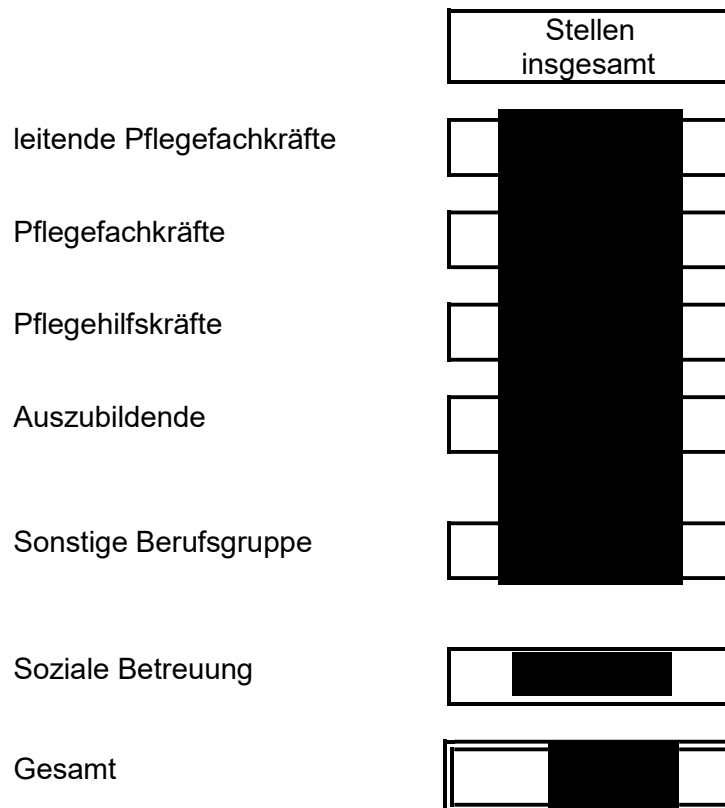 Stellen
insgesamt
leitende Pflegefachkräfte
Pflegefachkräfte
Pflegehilfskräfte
Auszubildende
Sonstige Berufsgruppe
Soziale Betreuung
Gesamt